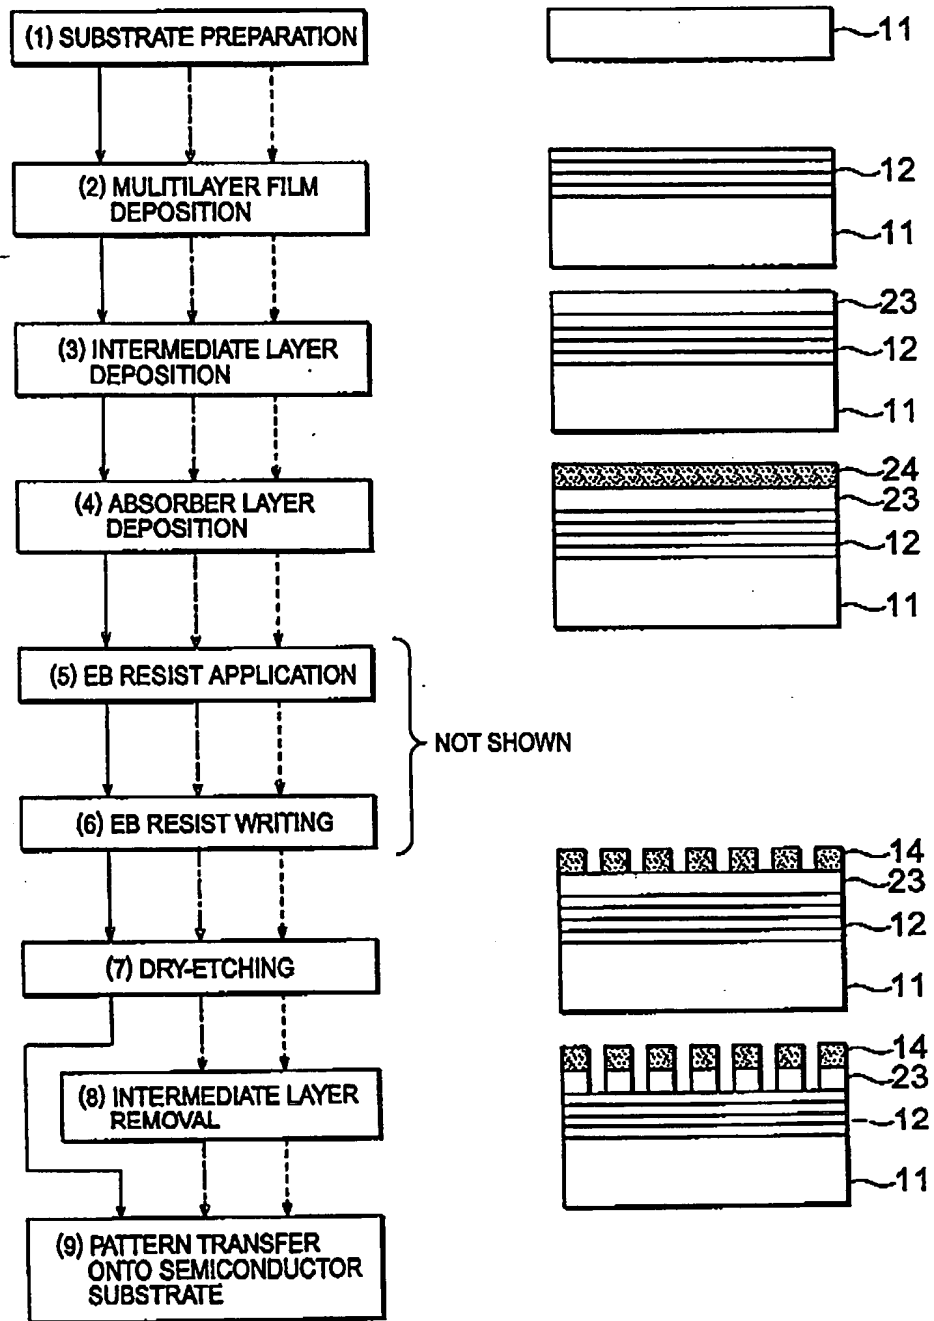 (1) SUBSTRATE PREPARATION
11
(2) MULITILAYER FILM
DEPOSITION
12
11
(3) INTERMEDIATE LAYER
DEPOSITION
23
12
11
(4) ABSORBER LAYER
DEPOSITION
24
23
12
11
(5) EB RESIST APPLICATION
NOT SHOWN
(6) EB RESIST WRITING
(7) DRY-ETCHING
14
23
12
11
(8) INTERMEDIATE LAYER
REMOVAL
14
23
12
11
(9) PATTERN TRANSFER
ONTO SEMICONDUCTOR
SUBSTRATE